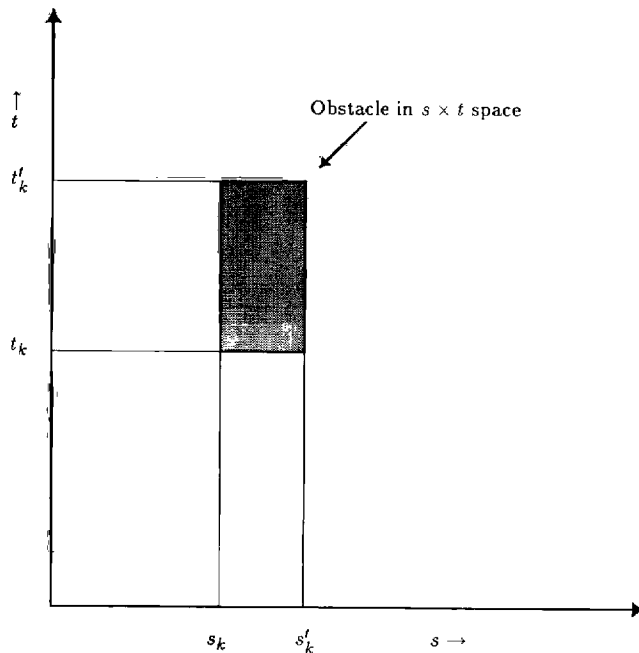 ↑
t
Obstacle in s × t space
t′ₖ
tₖ
sₖ s′ₖ s →